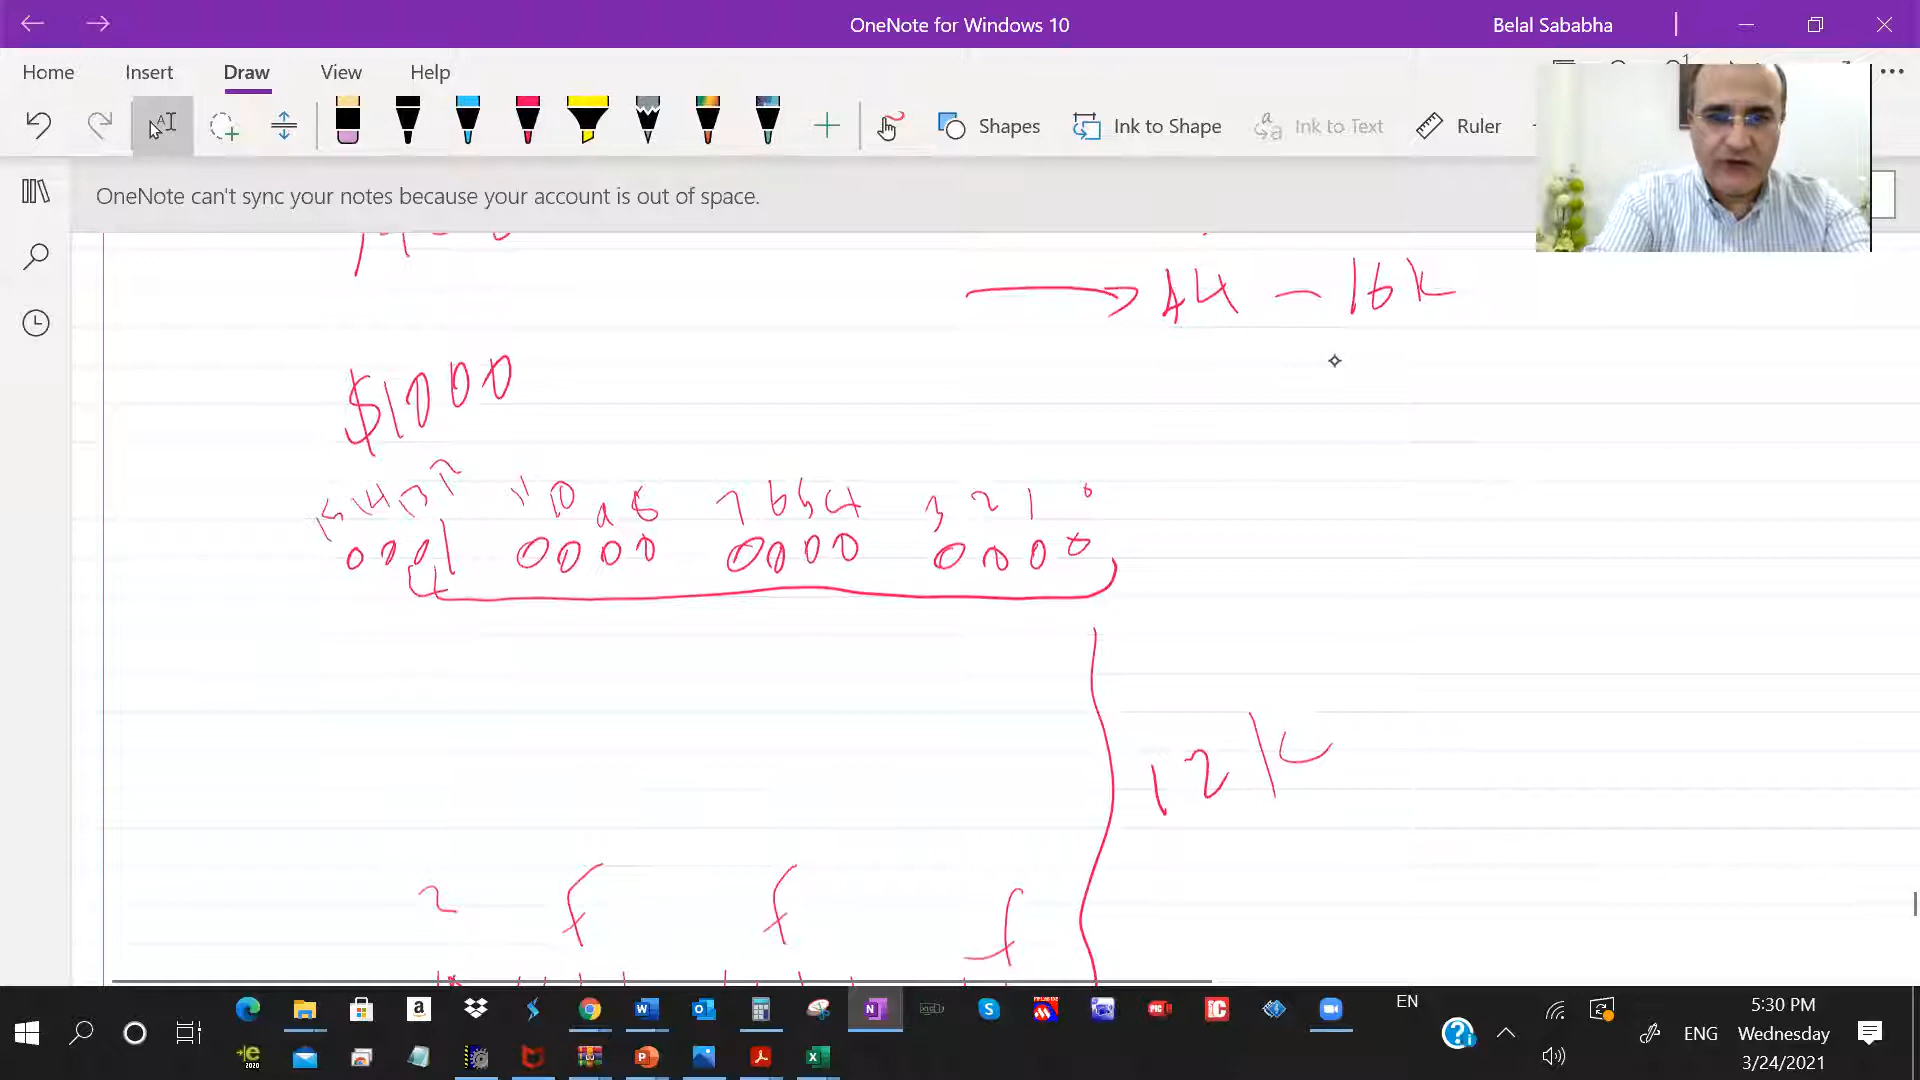 OneNote for Windows 10
Belal Sababha
Home Insert Draw View Help
Shapes Ink to Shape Ink to Text Ruler
OneNote can't sync your notes because your account is out of space.
A4 - 16k
$1000
15 14 13 12 11 10 9 8 7 6 5 4 3 2 1 0
0001 0000 0000 0000
12K
2 f f f
EN
5:30 PM
ENG Wednesday
3/24/2021